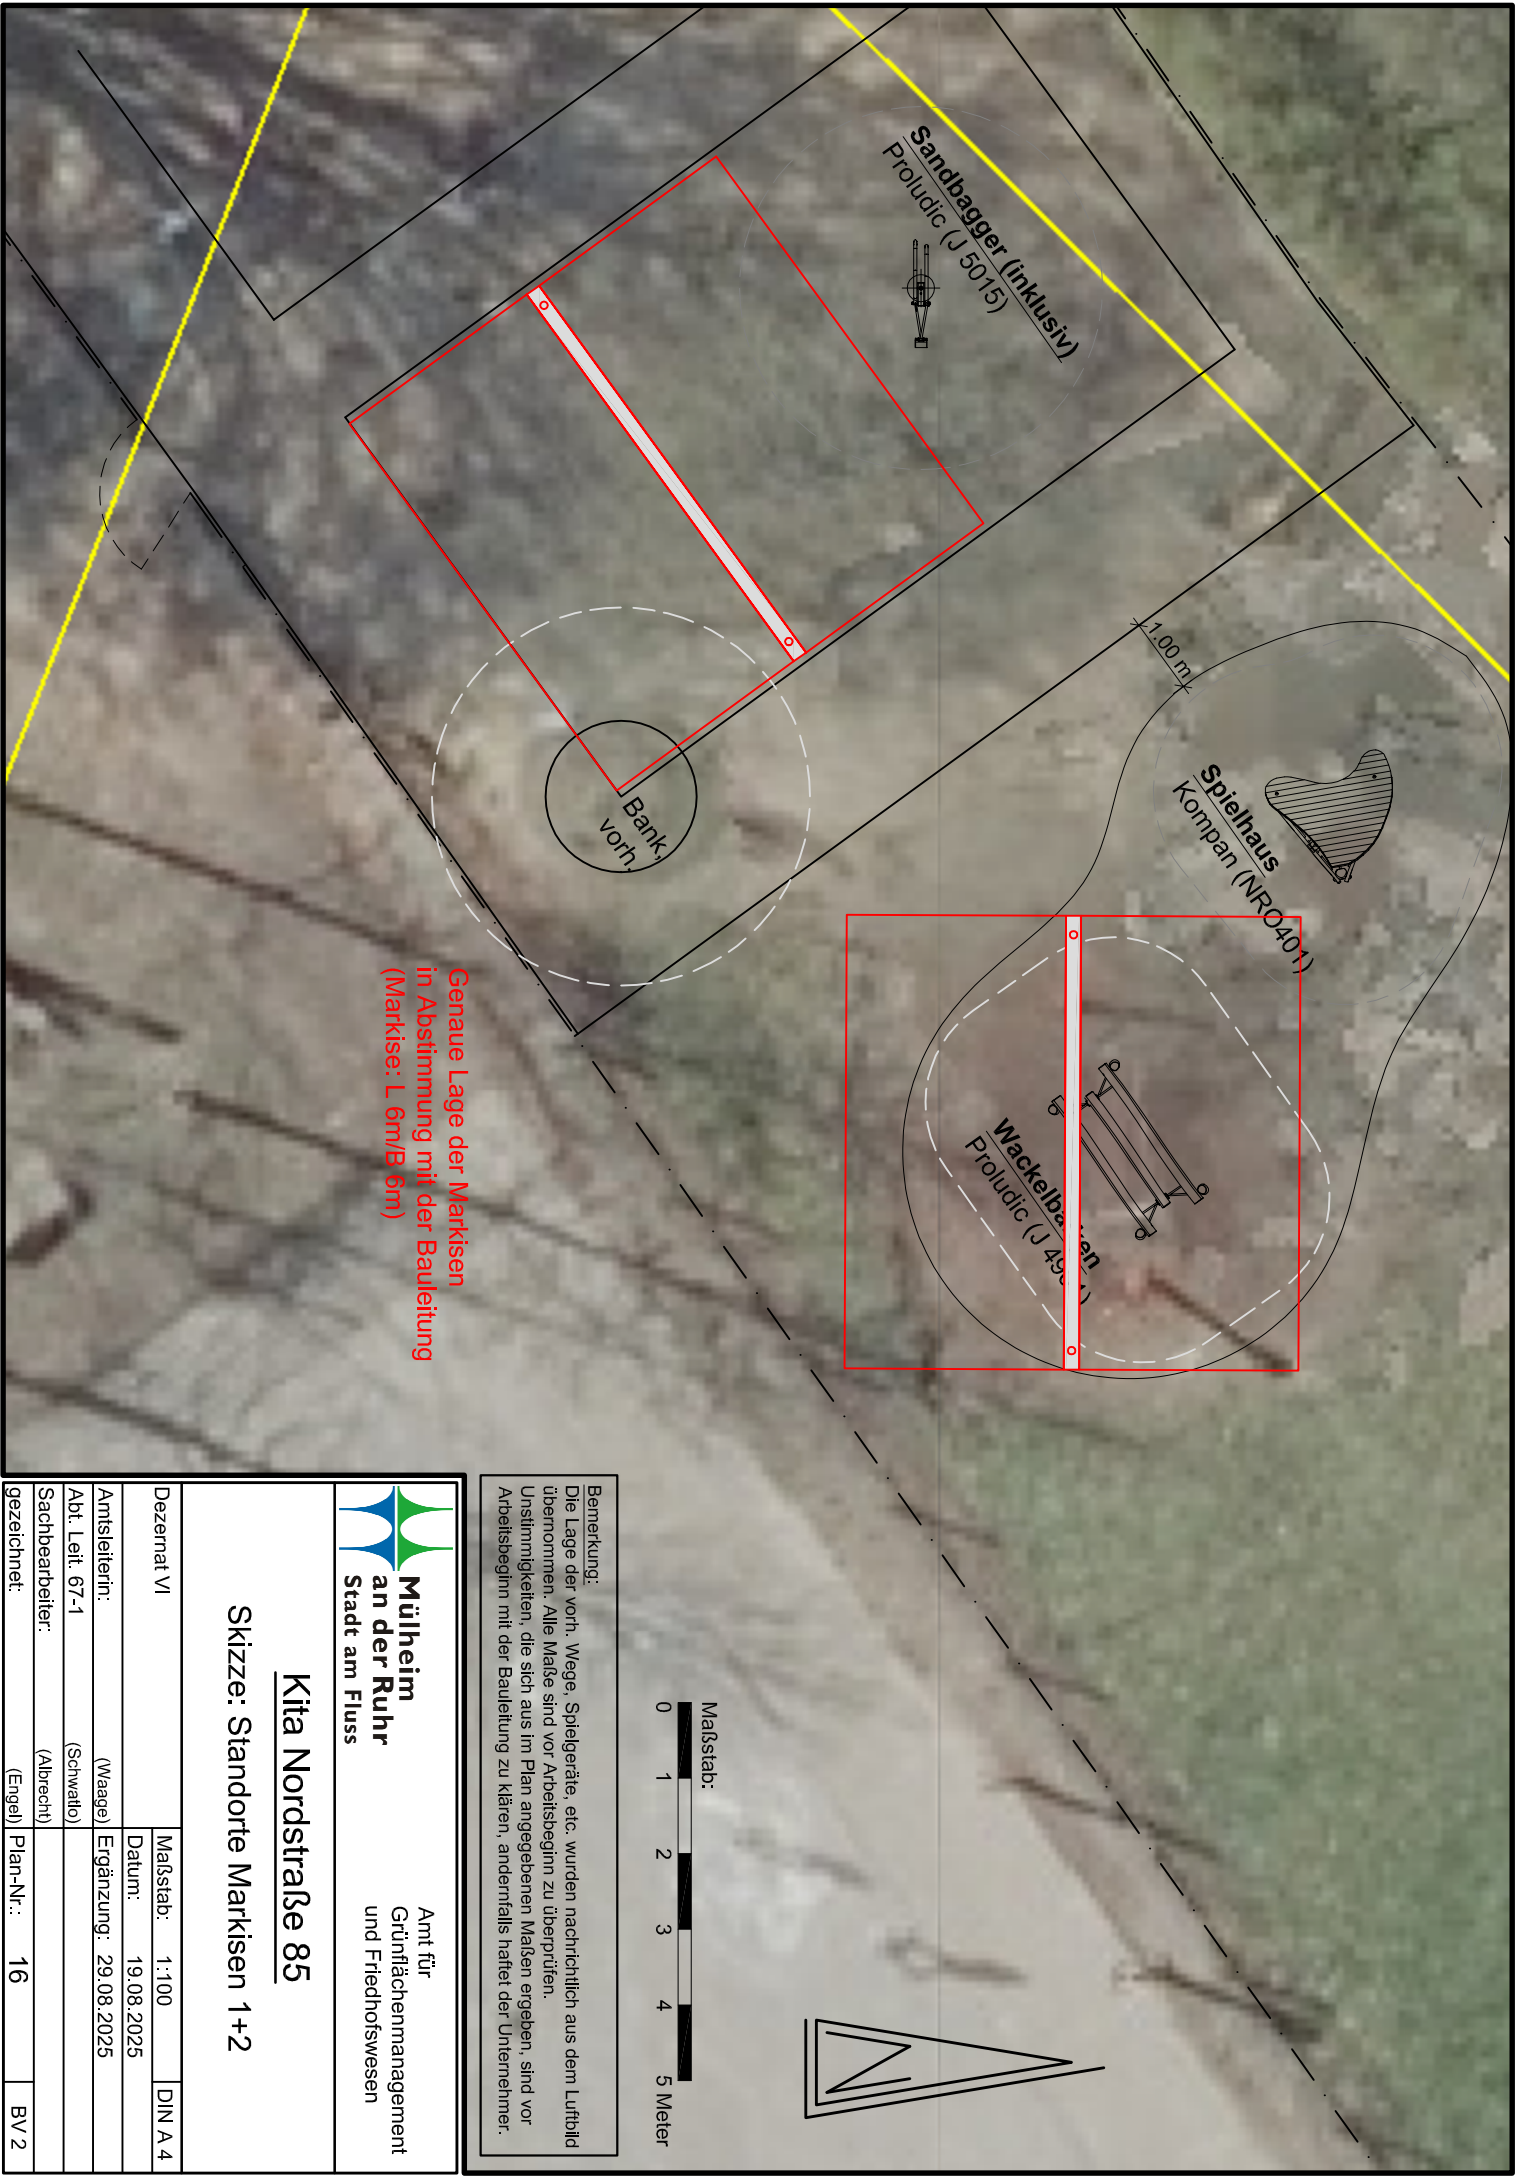 Sandbagger (inklusiv)
Proludic (J 5015)
1.00 m
Spielhaus
Kompan (NRO401)
Bank,
vorh.
Proludic (J
Genaue Lage der Markisen
in Abstimmung mit der Bauleitung
(Markise: L 6m/B 6m)
Maßstab:
0 1 2 3 4 5 Meter
Bemerkung:
Die Lage der vorh. Wege, Spielgeräte, etc. wurden nachrichtlich aus dem Luftbild
übernommen. Alle Maße sind vor Arbeitsbeginn zu überprüfen.
Unstimmigkeiten, die sich aus im Plan angegebenen Maßen ergeben, sind vor
Arbeitsbeginn mit der Bauleitung zu klären, andernfalls haftet der Unternehmer.
Mülheim
an der Ruhr
Stadt am Fluss
Amt für
Grünflächenmanagement
und Friedhofswesen
Kita Nordstraße 85
Skizze: Standorte Markisen 1+2
Dezernat VI Maßstab: 1:100 DIN A 4
Datum: 19.08.2025
Amtsleiterin: (Waage) Ergänzung: 29.08.2025
Abt. Leit. 67-1 (Schwatlo)
Sachbearbeiter: (Albrecht)
gezeichnet: (Engel) Plan-Nr.: 16 BV 2